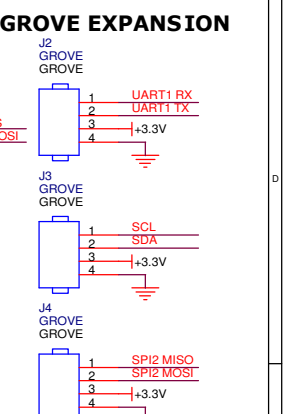 GROVE EXPANSION
J2
GROVE
GROVE
1 UART1 RX
2 UART1 TX
3 +3.3V
4
OSI
D
J3
GROVE
GROVE
1 SCL
2 SDA
3 +3.3V
4
J4
GROVE
GROVE
1 SPI2 MISO
2 SPI2 MOSI
3 +3.3V
4